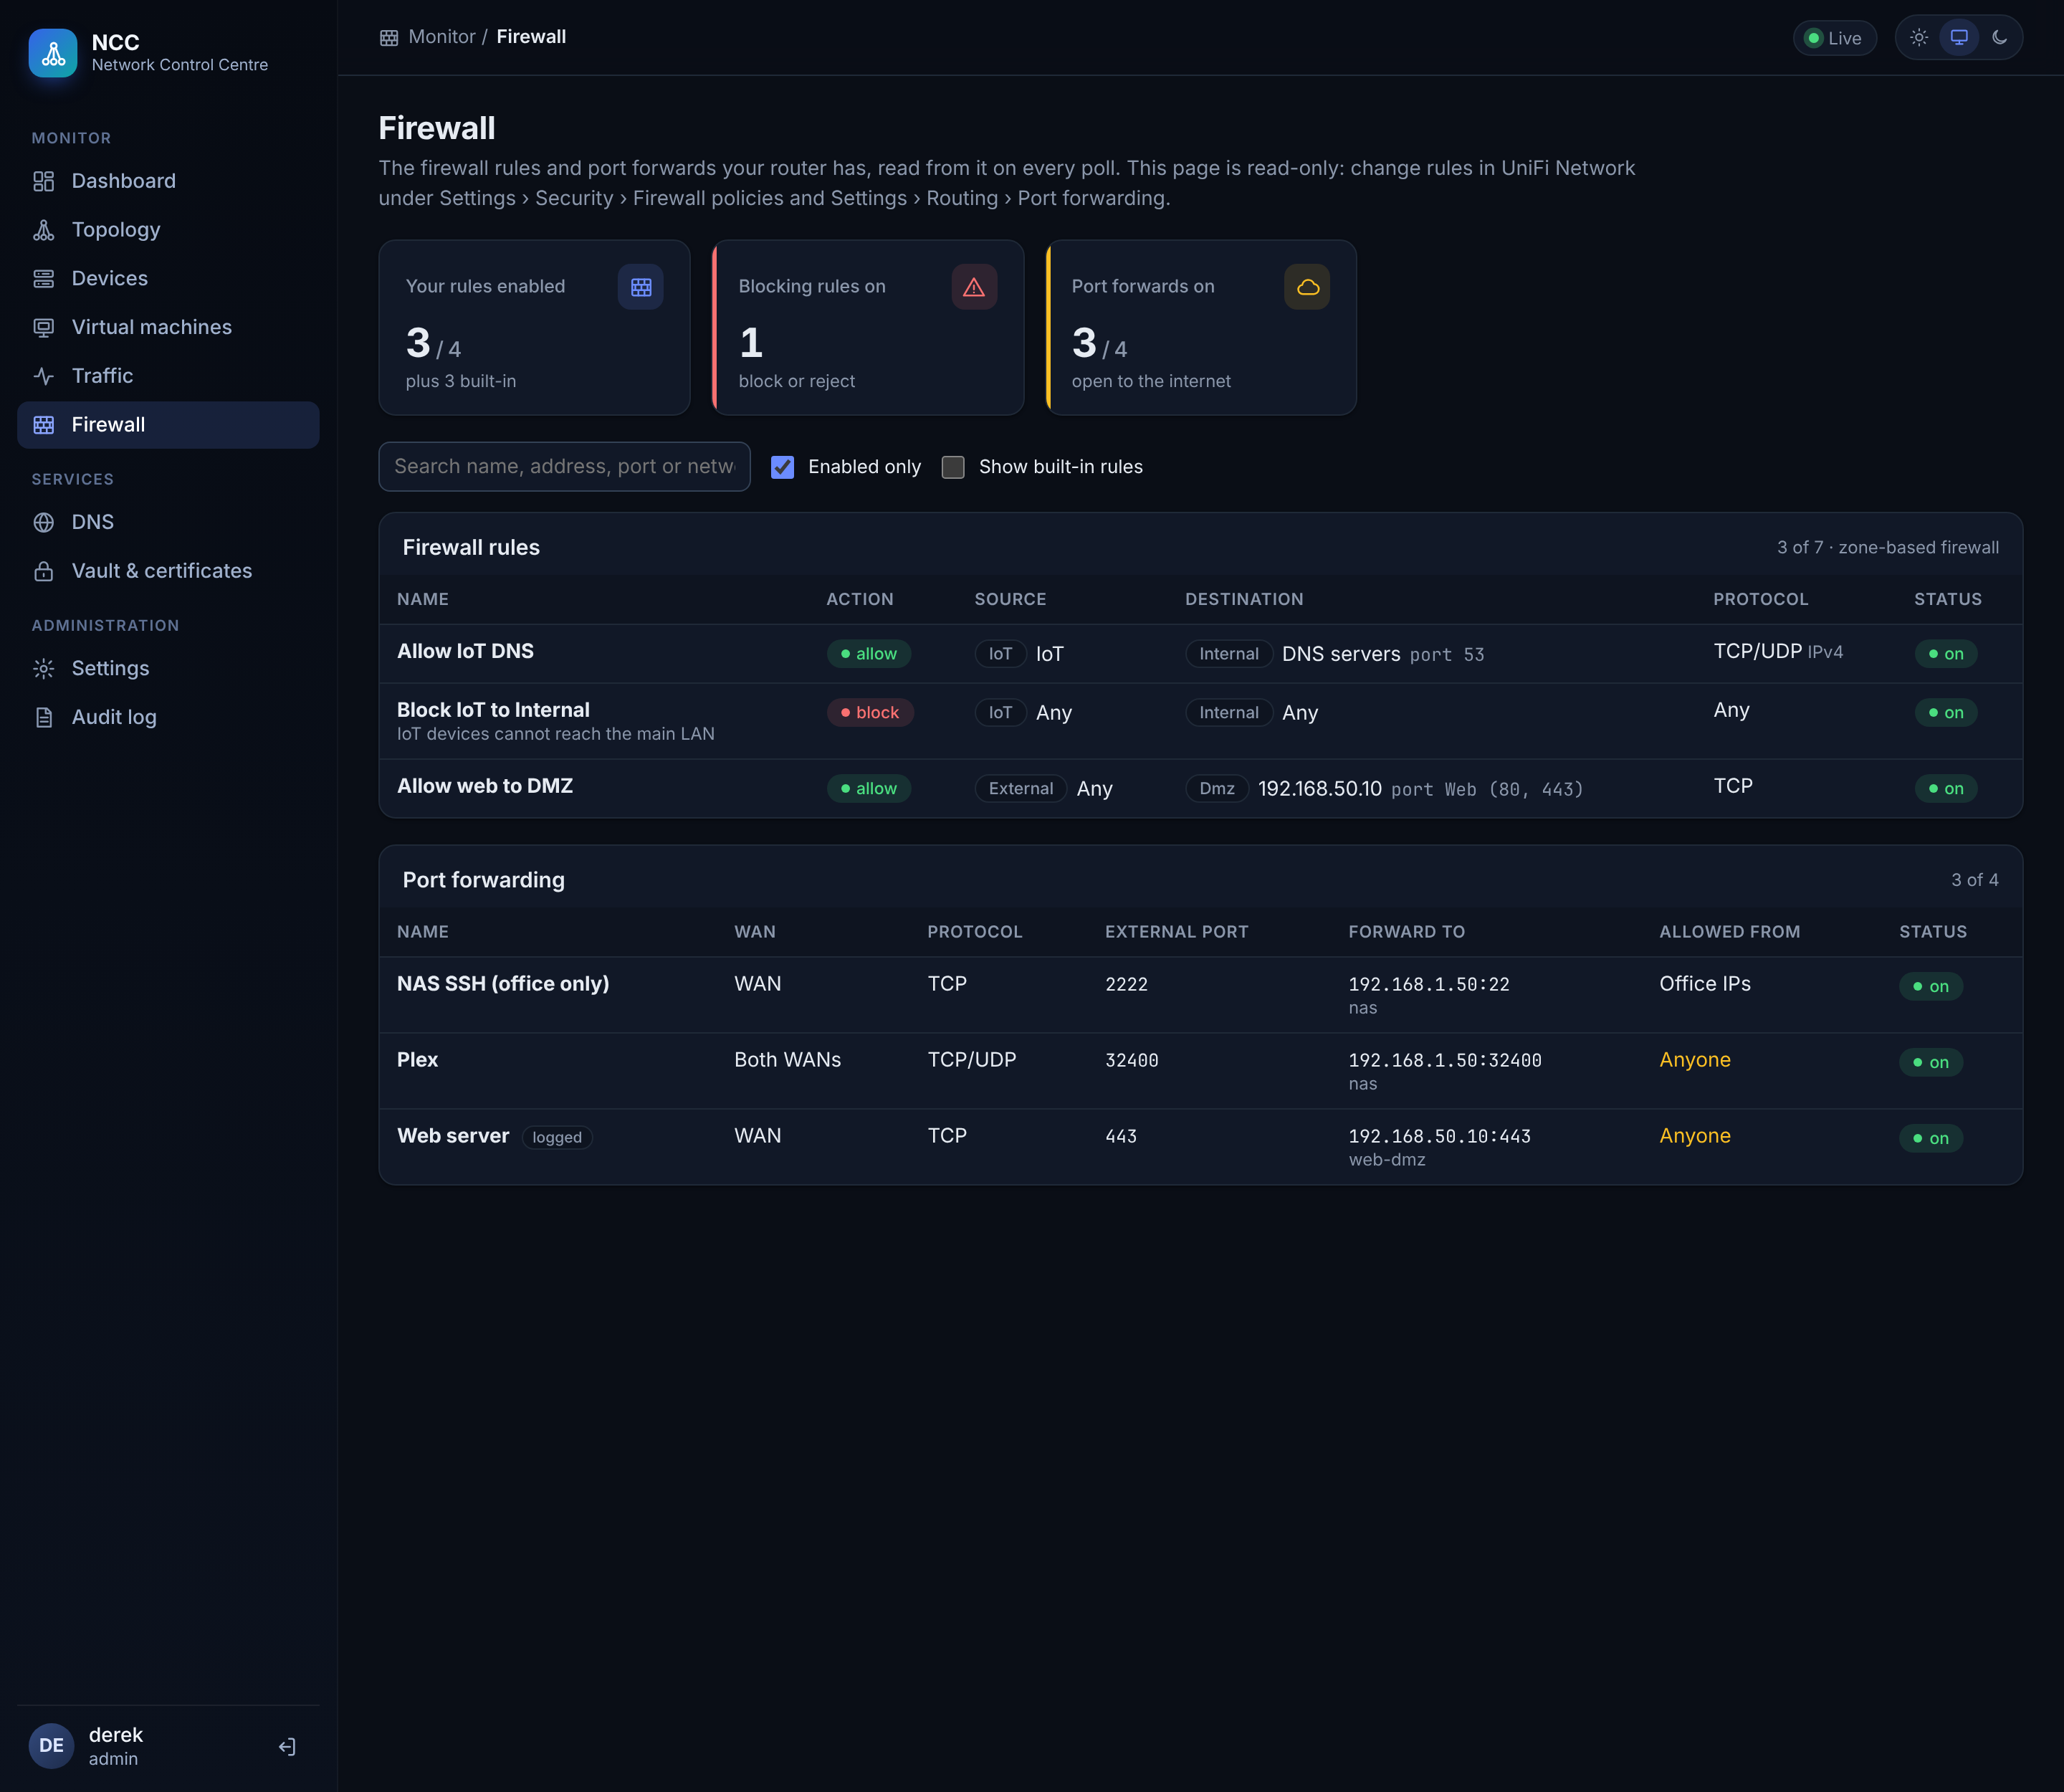 NCC
Network Control Centre
MONITOR
Dashboard
Topology
Devices
Virtual machines
Traffic
Firewall
SERVICES
DNS
Vault & certificates
ADMINISTRATION
Settings
Audit log
DE
derek
admin
Monitor / Firewall
Live
Firewall
The firewall rules and port forwards your router has, read from it on every poll. This page is read-only: change rules in UniFi Network
under Settings › Security › Firewall policies and Settings › Routing › Port forwarding.
Your rules enabled
3 / 4
plus 3 built-in
Blocking rules on
1
block or reject
Port forwards on
3 / 4
open to the internet
Search name, address, port or netw
Enabled only
Show built-in rules
Firewall rules
3 of 7 · zone-based firewall
NAME ACTION SOURCE DESTINATION PROTOCOL STATUS
Allow IoT DNS allow IoT IoT Internal DNS servers port 53 TCP/UDP IPv4 on
Block IoT to Internal block IoT Any Internal Any Any on
IoT devices cannot reach the main LAN
Allow web to DMZ allow External Any Dmz 192.168.50.10 port Web (80, 443) TCP on
Port forwarding
3 of 4
NAME WAN PROTOCOL EXTERNAL PORT FORWARD TO ALLOWED FROM STATUS
NAS SSH (office only) WAN TCP 2222 192.168.1.50:22 Office IPs on
nas
Plex Both WANs TCP/UDP 32400 192.168.1.50:32400 Anyone on
nas
Web server logged WAN TCP 443 192.168.50.10:443 Anyone on
web-dmz